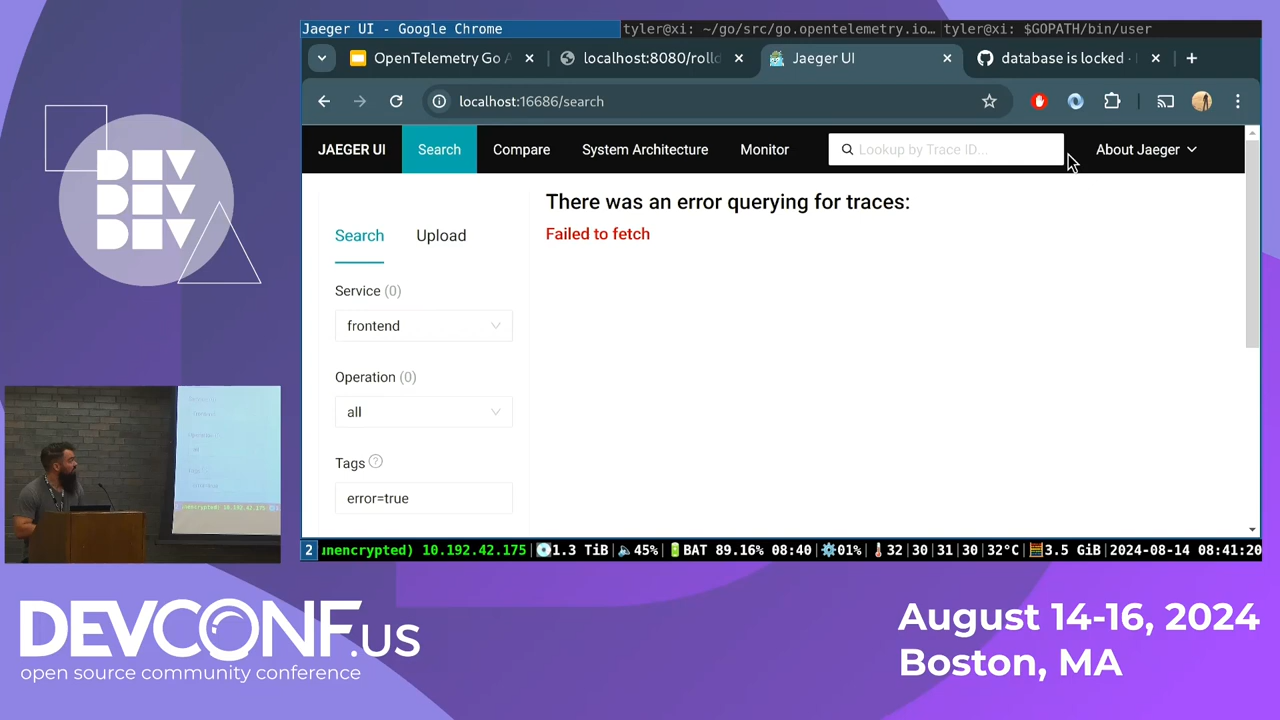 Jaeger UI - Google Chrome
tyler@xi: ~/go/src/go.opentelemetry.io…
tyler@xi: $GOPATH/bin/user
OpenTelemetry Go
localhost:8080/rolld
Jaeger UI
database is locked ·
localhost:16686/search
JAEGER UI
Search
Compare
System Architecture
Monitor
Lookup by Trace ID...
About Jaeger
There was an error querying for traces:
Failed to fetch
Search
Upload
Service (0)
frontend
Operation (0)
all
Tags ?
error=true
2
unencrypted) 10.192.42.175 | 1.3 TiB | 45% | BAT 89.16% 08:40 | 01% | 32 30 31 30 32°C | 3.5 GiB | 2024-08-14 08:41:20
DEV
DEV
DEV
DEVCONF.US
open source community conference
August 14-16, 2024
Boston, MA